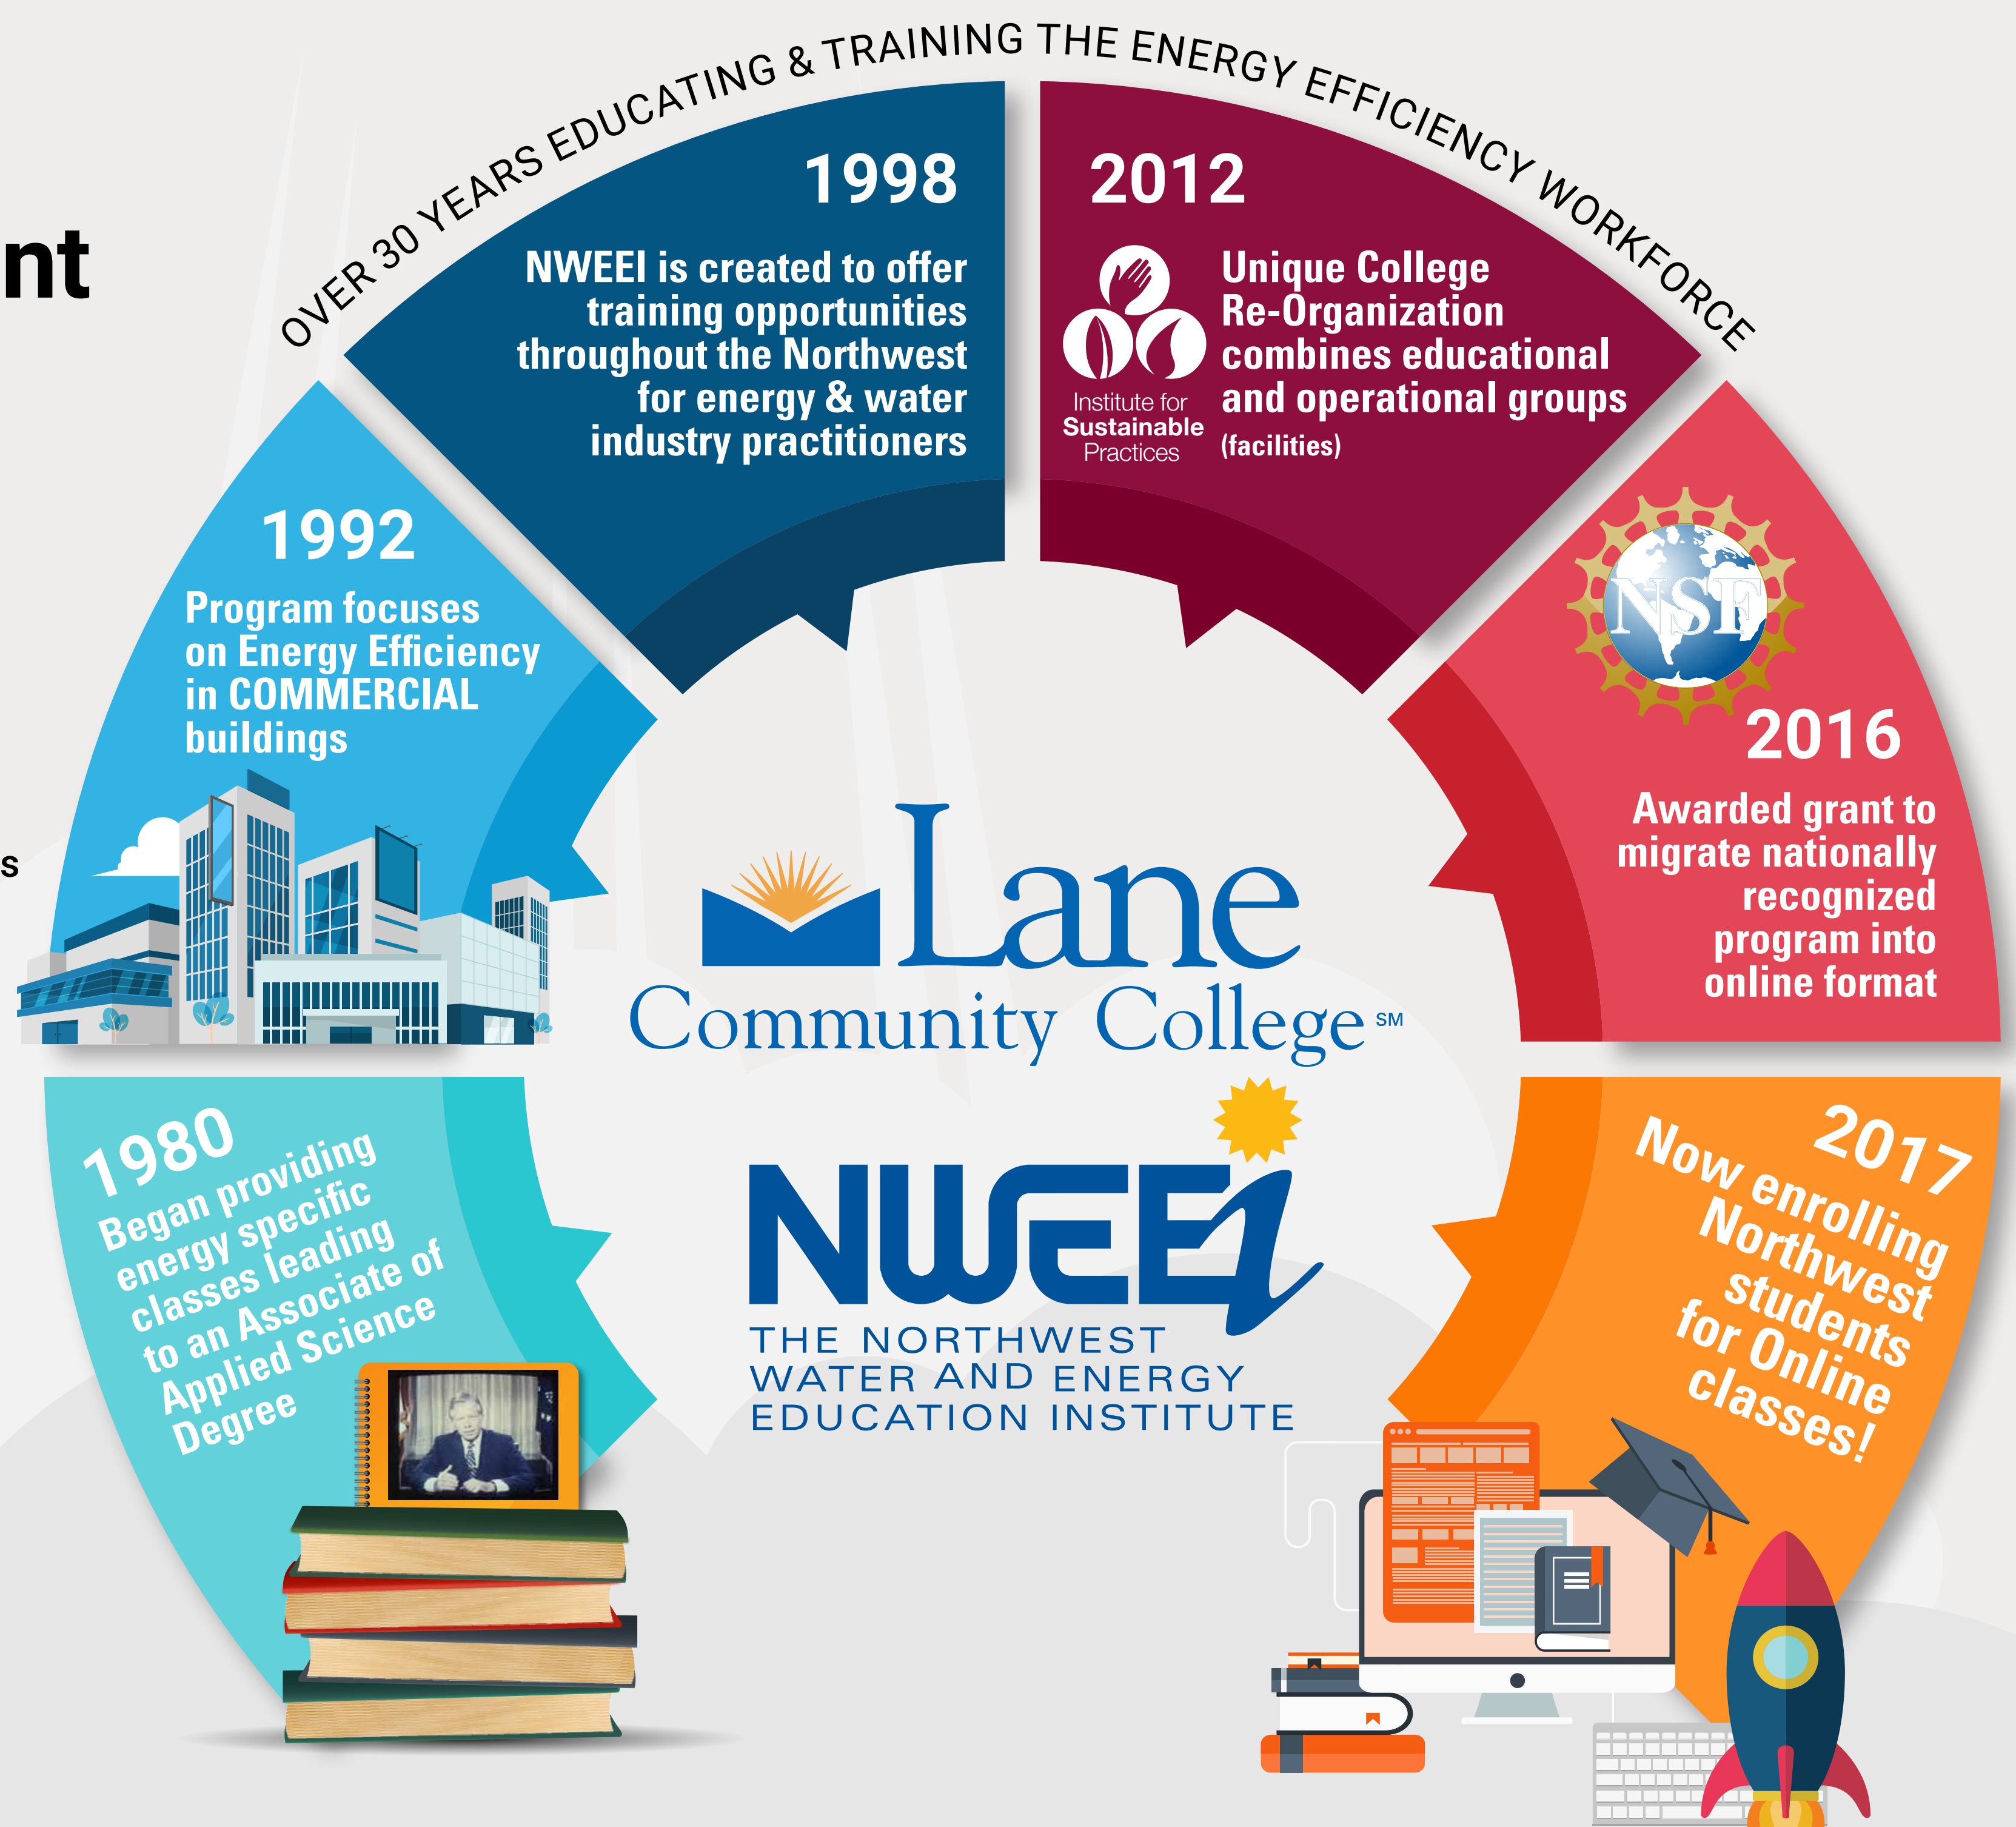 OVER 30 YEARS EDUCATING & TRAINING THE ENERGY EFFICIENCY WORKFORCE
nt
s
1980
Began providing
energy specific
classes leading
to an Associate of
Applied Science
Degree
1992
Program focuses
on Energy Efficiency
in COMMERCIAL
buildings
1998
NWEEI is created to offer
training opportunities
throughout the Northwest
for energy & water
industry practitioners
2012
Institute for
Sustainable
Practices
Unique College
Re-Organization
combines educational
and operational groups
(facilities)
NSF
2016
Awarded grant to
migrate nationally
recognized
program into
online format
2017
Now enrolling
Northwest
students
for Online
classes!
Lane
Community College SM
NWEEi
THE NORTHWEST
WATER AND ENERGY
EDUCATION INSTITUTE